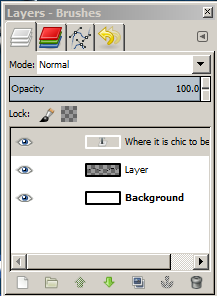 Layers - Brushes
Mode: Normal
Opacity 100.0
Lock:
Where it is chic to be
Layer
Background